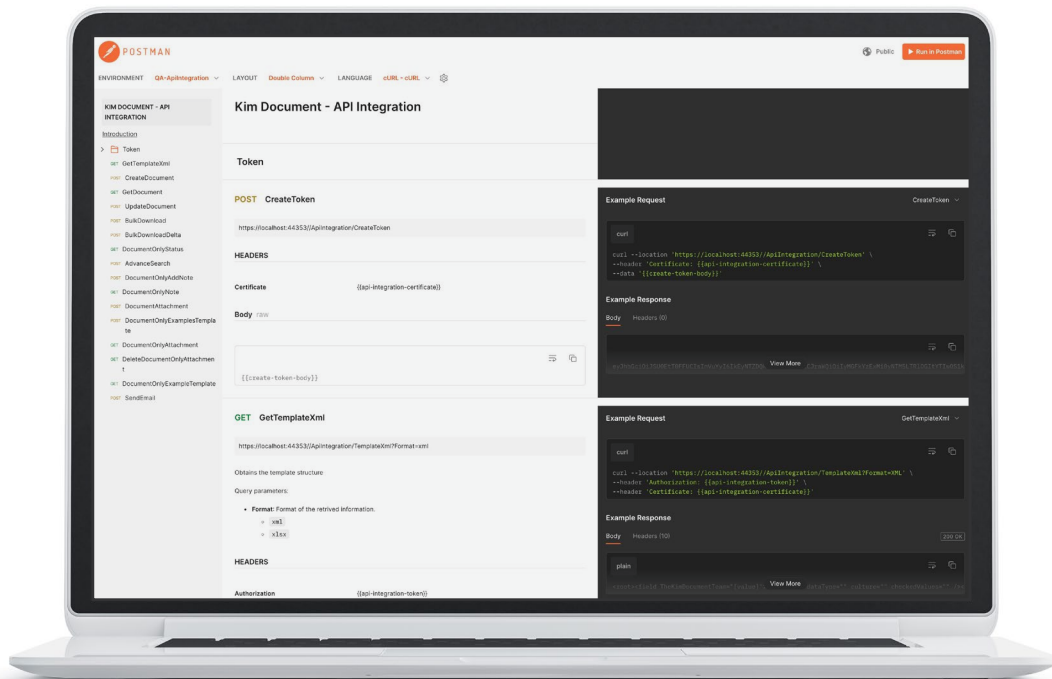 POSTMAN
Public
Run in Postman
ENVIRONMENT QA-ApiIntegration LAYOUT Double Column LANGUAGE cURL - cURL
KIM DOCUMENT - API
INTEGRATION
Introduction
Token
GET GetTemplateXml
POST CreateDocument
GET GetDocument
POST UpdateDocument
POST BulkDownload
POST BulkDownloadDelta
GET DocumentOnlyStatus
POST AdvanceSearch
POST DocumentOnlyAddNote
GET DocumentOnlyNote
POST DocumentAttachment
POST DocumentOnlyExamplesTempla
te
GET DocumentOnlyAttachment
GET DeleteDocumentOnlyAttachmen
t
GET DocumentOnlyExampleTemplate
POST SendEmail
Kim Document - API Integration
Token
POST CreateToken
https://localhost:44353//ApiIntegration/CreateToken
HEADERS
Certificate {{api-integration-certificate}}
Body raw
{{create-token-body}}
Example Request CreateToken
curl
curl --location 'https://localhost:44353//ApiIntegration/CreateToken' \
--header 'Certificate: {{api-integration-certificate}}' \
--data '{{create-token-body}}'
Example Response
Body Headers (0)
View More
GET GetTemplateXml
https://localhost:44353//ApiIntegration/TemplateXml?Format=xml
Obtains the template structure
Query parameters:
Format: Format of the retrived information.
xml
xlsx
HEADERS
Authorization {{api-integration-token}}
Example Request GetTemplateXml
curl
curl --location 'https://localhost:44353//ApiIntegration/TemplateXml?Format=XML' \
--header 'Authorization: {{api-integration-token}}' \
--header 'Certificate: {{api-integration-certificate}}'
Example Response
Body Headers (10) 200 OK
plain
View More